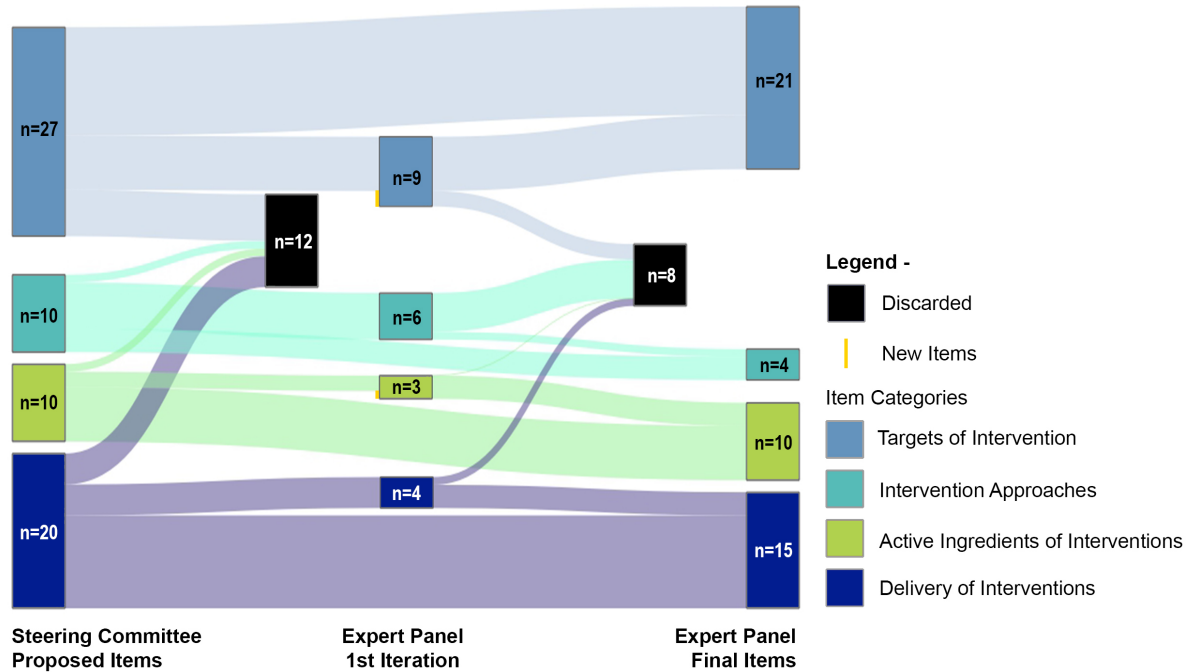 n=27
n=10
n=10
n=20
n=12
n=9
n=6
n=3
n=4
n=8
n=21
n=4
n=10
n=15
Legend -
Discarded
New Items
Item Categories
Targets of Intervention
Intervention Approaches
Active Ingredients of Interventions
Delivery of Interventions
Steering Committee
Proposed Items
Expert Panel
1st Iteration
Expert Panel
Final Items